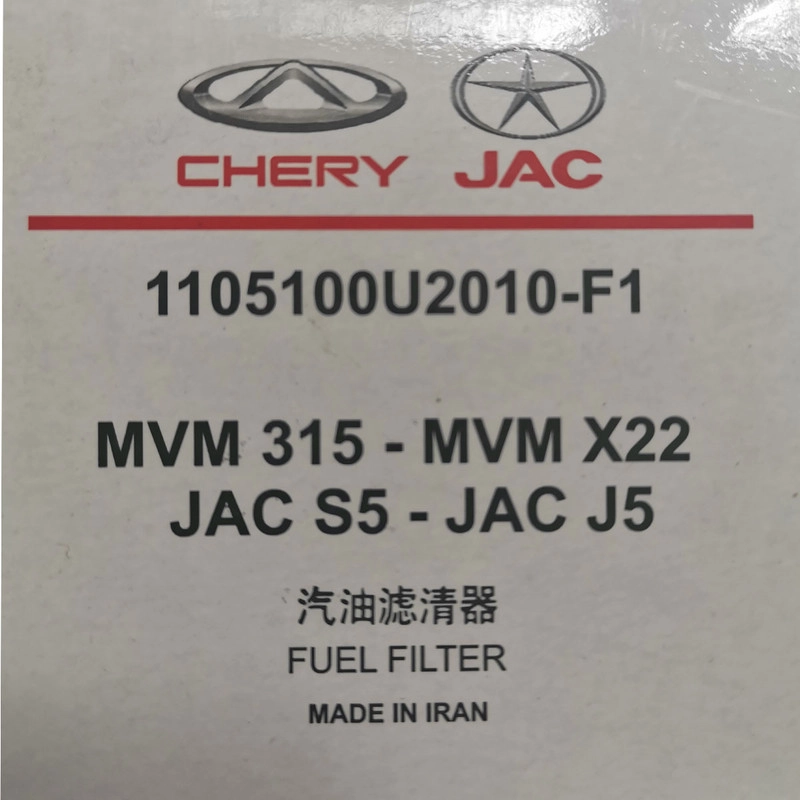 CHERY JAC
1105100U2010-F1
MVM 315 - MVM X22
JAC S5 - JAC J5
汽油滤清器
FUEL FILTER
MADE IN IRAN